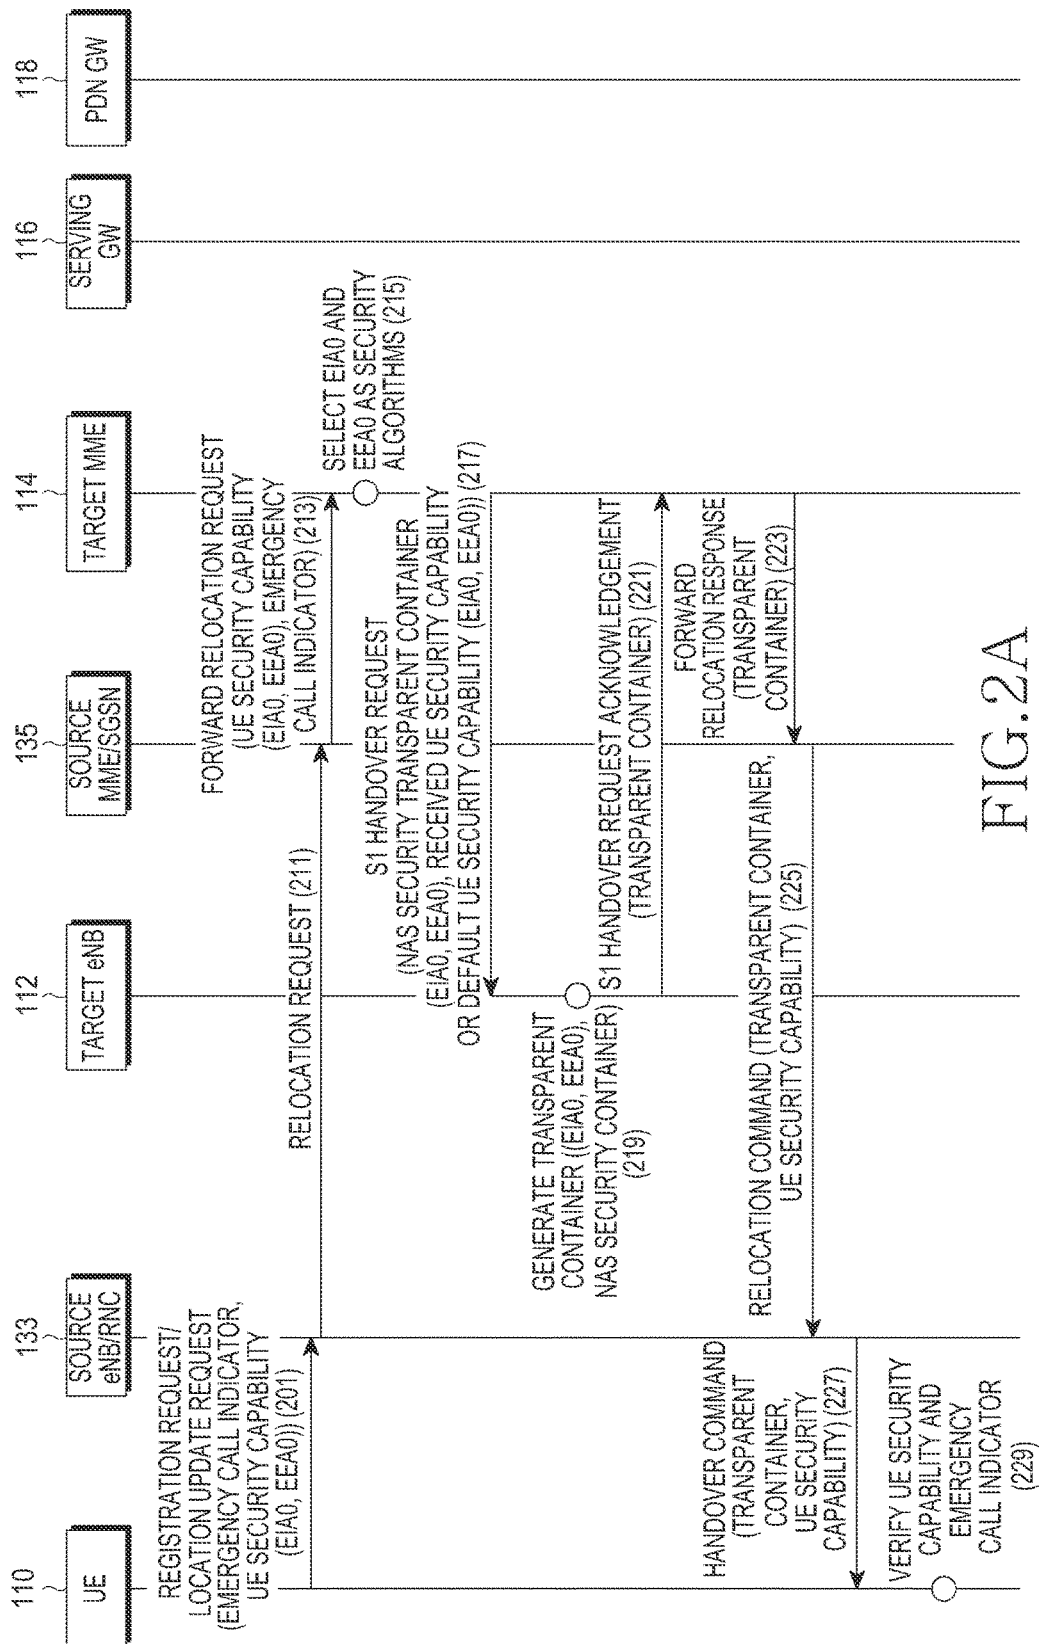 110
UE
133
SOURCE
eNB/RNC
112
TARGET eNB
135
SOURCE
MME/SGSN
114
TARGET MME
116
SERVING
GW
118
PDN GW
REGISTRATION REQUEST/
LOCATION UPDATE REQUEST
(EMERGENCY CALL INDICATOR,
UE SECURITY CAPABILITY
(EIA0, EEA0)) (201)
RELOCATION REQUEST (211)
FORWARD RELOCATION REQUEST
(UE SECURITY CAPABILITY
(EIA0, EEA0), EMERGENCY
CALL INDICATOR) (213)
SELECT EIA0 AND
EEA0 AS SECURITY
ALGORITHMS (215)
S1 HANDOVER REQUEST
(NAS SECURITY TRANSPARENT CONTAINER
(EIA0, EEA0), RECEIVED UE SECURITY CAPABILITY
OR DEFAULT UE SECURITY CAPABILITY (EIA0, EEA0)) (217)
GENERATE TRANSPARENT
CONTAINER ((EIA0, EEA0),
NAS SECURITY CONTAINER)
(219)
S1 HANDOVER REQUEST ACKNOWLEDGEMENT
(TRANSPARENT CONTAINER) (221)
FORWARD
RELOCATION RESPONSE
(TRANSPARENT
CONTAINER) (223)
RELOCATION COMMAND (TRANSPARENT CONTAINER,
UE SECURITY CAPABILITY) (225)
HANDOVER COMMAND
(TRANSPARENT
CONTAINER,
UE SECURITY
CAPABILITY) (227)
VERIFY UE SECURITY
CAPABILITY AND
EMERGENCY
CALL INDICATOR
(229)
FIG.2A